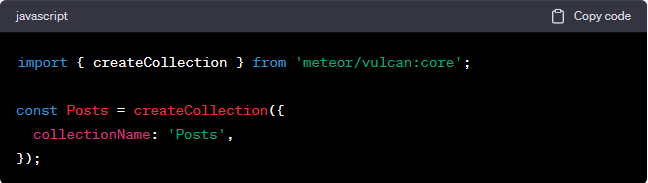 javascript
Copy code
import { createCollection } from 'meteor/vulcan:core';
const Posts = createCollection({
  collectionName: 'Posts',
});